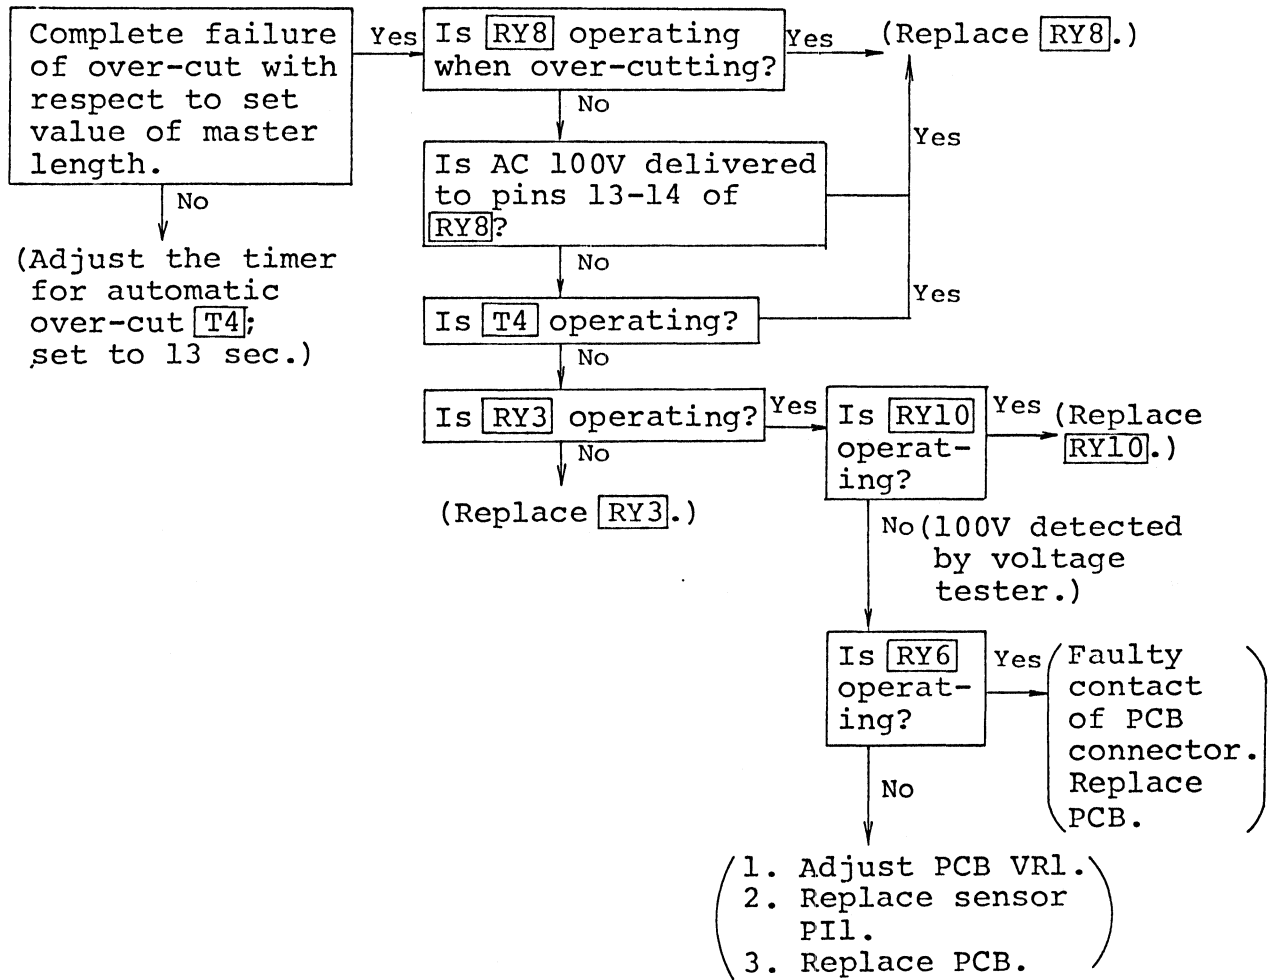 Complete failure
of over-cut with
respect to set
value of master
length.
Yes
Is RY8 operating
when over-cutting?
Yes
(Replace RY8.)
No
No
Is AC 100V delivered
to pins 13-14 of
RY8?
Yes
(Adjust the timer
for automatic
over-cut T4;
set to 13 sec.)
No
Is T4 operating?
Yes
No
Is RY3 operating?
Yes
Is RY10
operat-
ing?
Yes
(Replace
RY10.)
No
(Replace RY3.)
No (100V detected
by voltage
tester.)
Is RY6
operat-
ing?
Yes
(Faulty
contact
of PCB
connector.
Replace
PCB.)
No
(1. Adjust PCB VR1.
2. Replace sensor
PI1.
3. Replace PCB.)